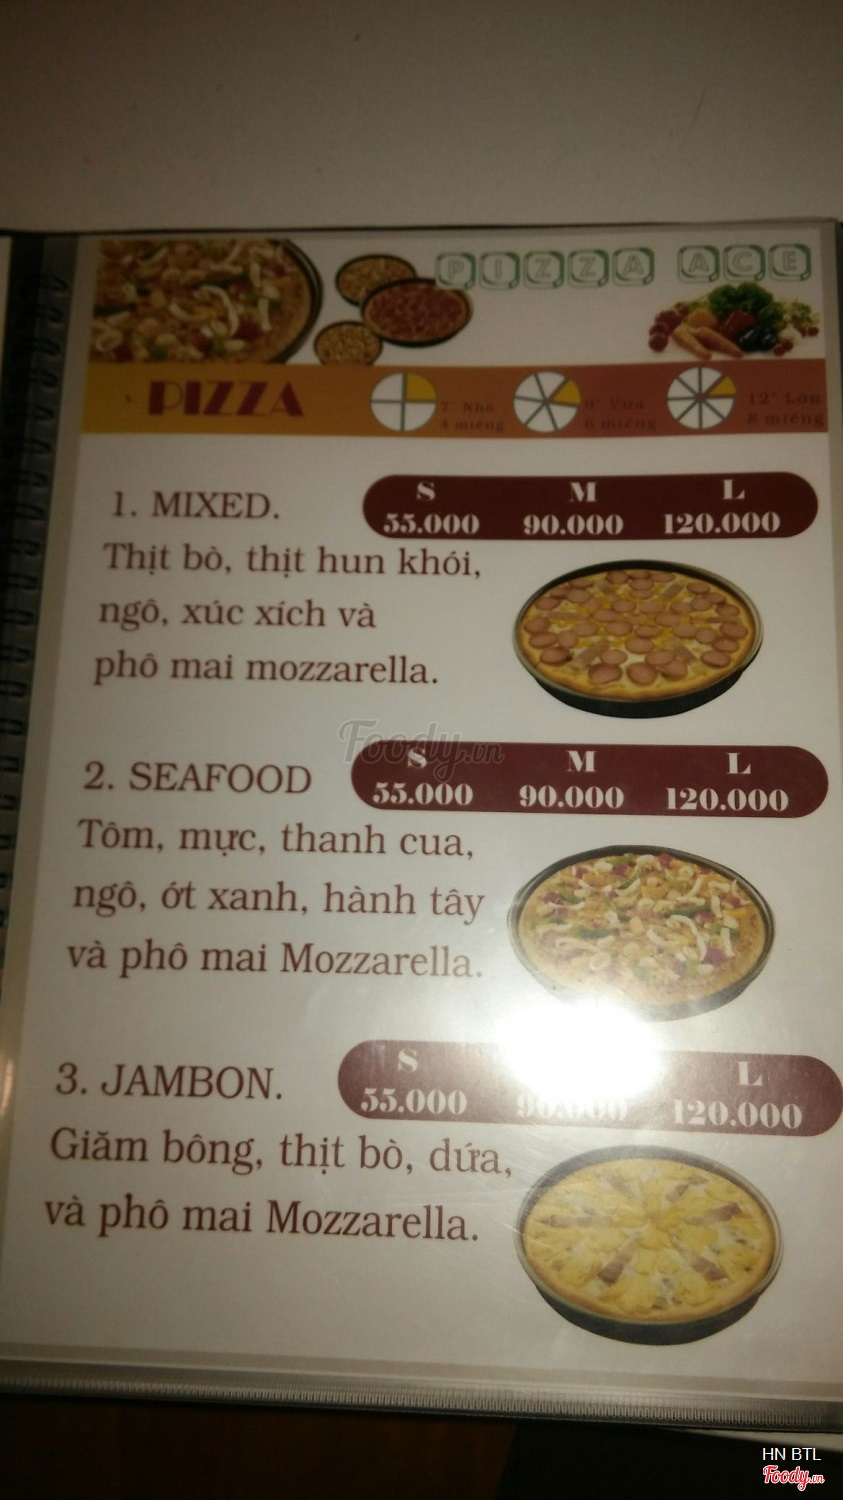 PIZZA ACE
PIZZA
7" Nhỏ
4 miếng
9" Vừa
6 miếng
12" Lớn
8 miếng
1. MIXED.
S M L
55.000 90.000 120.000
Thịt bò, thịt hun khói,
ngô, xúc xích và
phô mai mozzarella.
Foody.vn
2. SEAFOOD
S M L
55.000 90.000 120.000
Tôm, mực, thanh cua,
ngô, ớt xanh, hành tây
và phô mai Mozzarella.
3. JAMBON.
S L
55.000 90.000 120.000
Giăm bông, thịt bò, dứa,
và phô mai Mozzarella.
HN BTL
Foody.vn